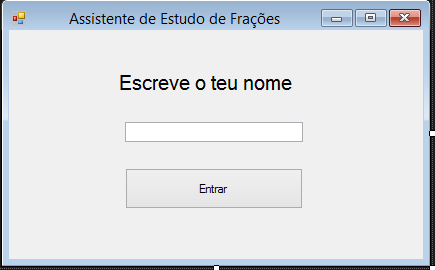 Assistente de Estudo de Frações
Escreve o teu nome
Entrar